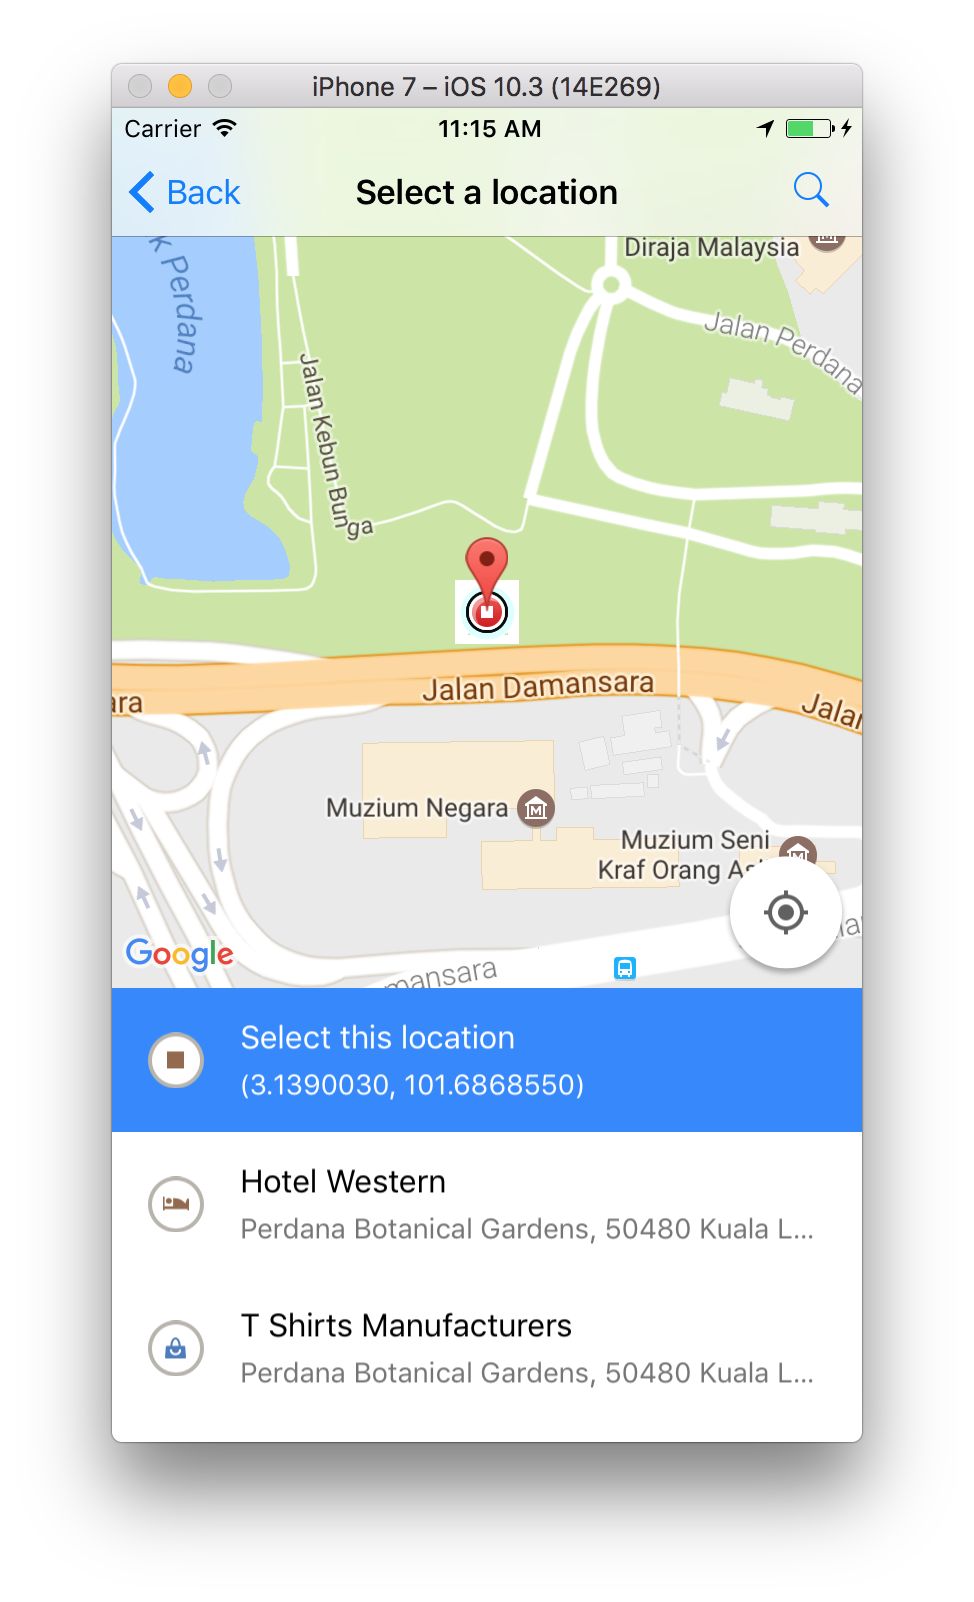 iPhone 7 – iOS 10.3 (14E269)
Carrier
11:15 AM
Back
Select a location
Diraja Malaysia
k Perdana
Jalan Perdana
Jalan Kebun Bunga
Jalan Damansara
ara
Jalan
Muzium Negara
Muzium Seni
Kraf Orang As
Google
mansara
Select this location
(3.1390030, 101.6868550)
Hotel Western
Perdana Botanical Gardens, 50480 Kuala L...
T Shirts Manufacturers
Perdana Botanical Gardens, 50480 Kuala L...